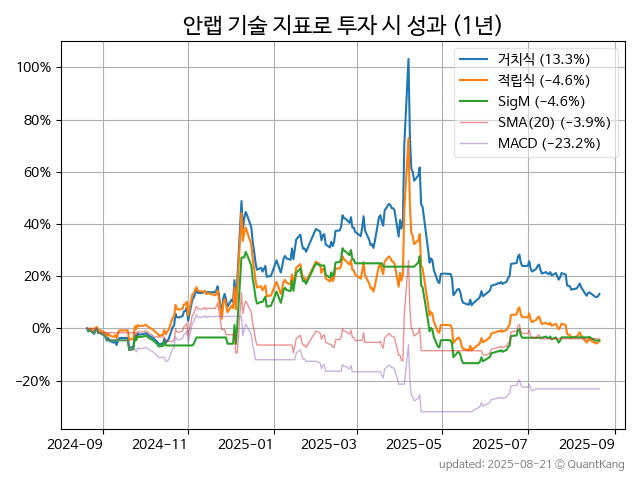 안랩 기술 지표로 투자 시 성과 (1년)
거치식 (13.3%)
적립식 (−4.6%)
SigM (−4.6%)
SMA(20) (−3.9%)
MACD (−23.2%)
100%
80%
60%
40%
20%
0%
−20%
2024-09
2024-11
2025-01
2025-03
2025-05
2025-07
2025-09
updated: 2025-08-21 © QuantKang